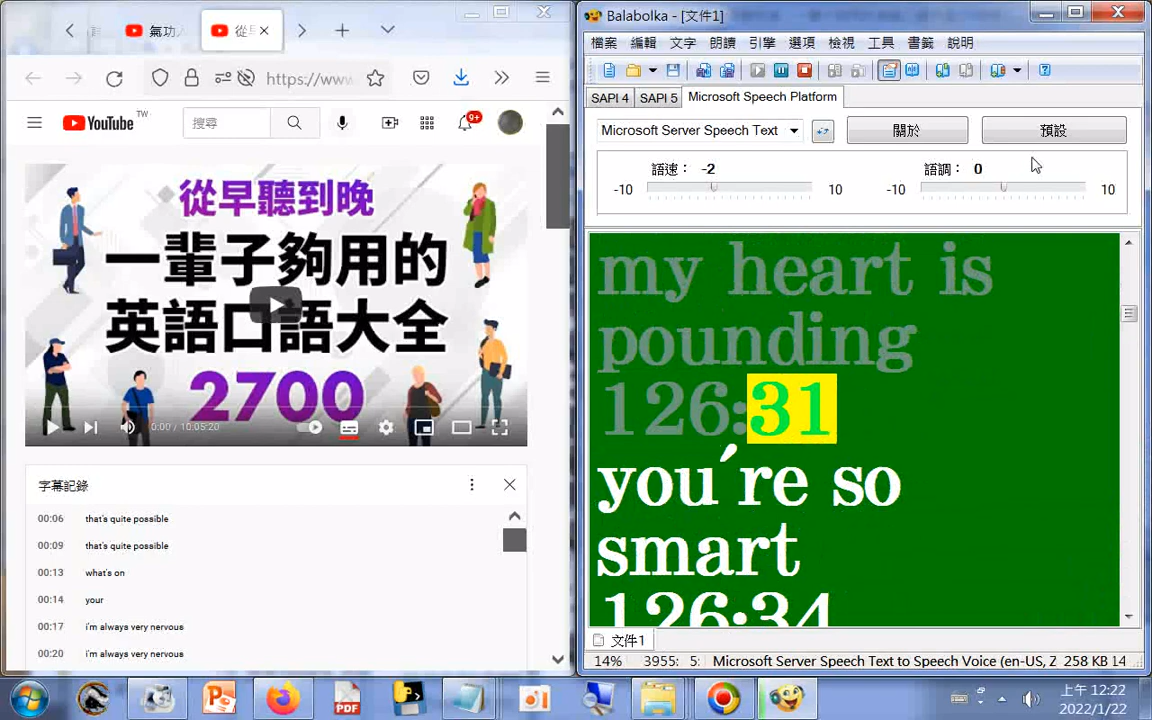 從
https://www
YouTube TW
搜尋
9+
從早聽到晚
一輩子夠用的
英語口語大全
2700
0:00 / 10:05:20
字幕記錄
00:06 that's quite possible
00:09 that's quite possible
00:13 what's on
00:14 your
00:17 i'm always very nervous
00:20 i'm always very nervous
Balabolka - [文件1]
檔案 編輯 文字 朗讀 引擎 選項 檢視 工具 書籤 說明
SAPI 4 SAPI 5 Microsoft Speech Platform
Microsoft Server Speech Text 關於 預設
語速： -2 語調： 0
-10 10 -10 10
my heart is
pounding
126:31
you´re so
smart
126:34
文件1
14% 3955: 5: Microsoft Server Speech Text to Speech Voice (en-US, Z 258 KB 14
PDF
上午 12:22
2022/1/22